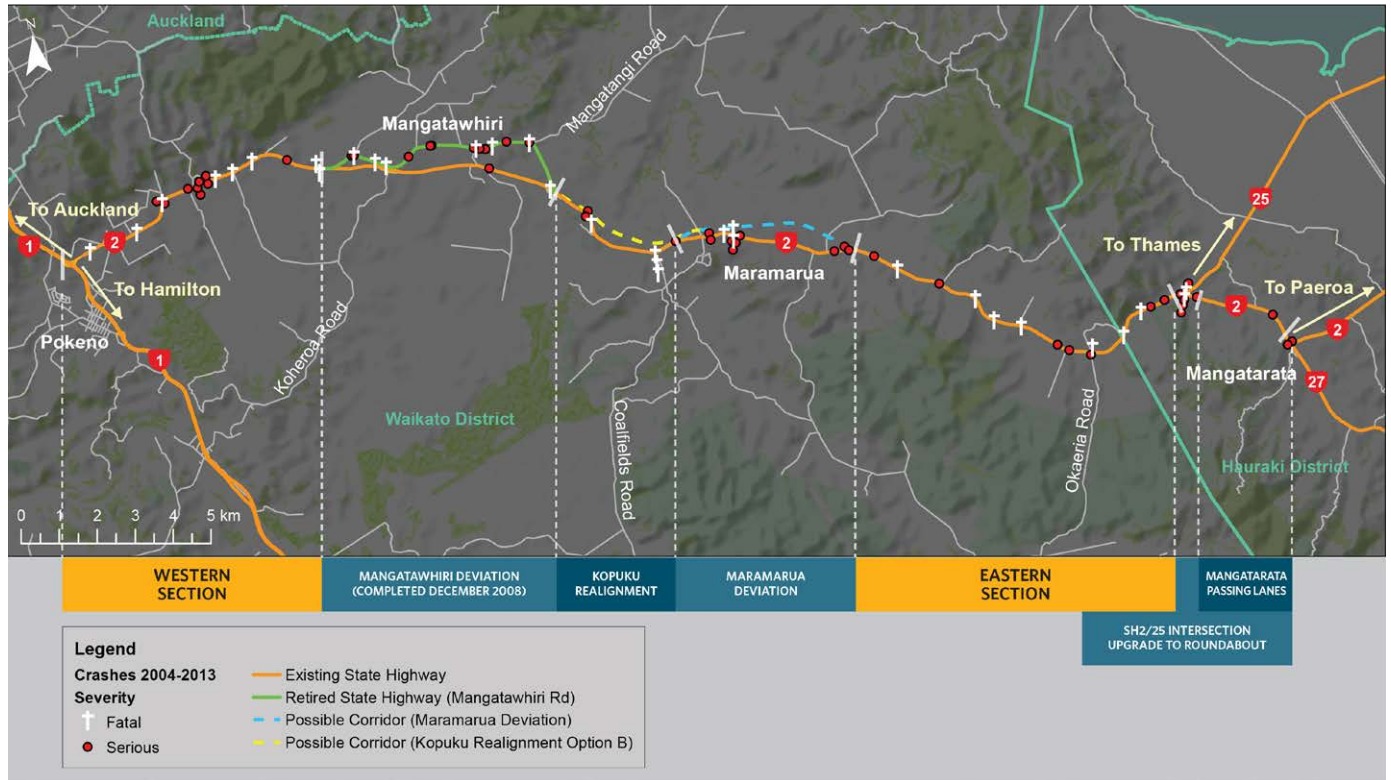 N
Auckland
Mangatangi Road
Mangatawhiri
To Auckland
1
2
To Hamilton
Pokeno
1
Koheroa Road
Waikato District
Coalfields Road
2
Maramarua
Okaeria Road
25
To Thames
2
To Paeroa
2
Mangatarata
27
Hauraki District
0 1 2 3 4 5 km
WESTERN
SECTION
MANGATAWHIRI DEVIATION
(COMPLETED DECEMBER 2008)
KOPUKU
REALIGNMENT
MARAMARUA
DEVIATION
EASTERN
SECTION
MANGATARATA
PASSING LANES
SH2/25 INTERSECTION
UPGRADE TO ROUNDABOUT
Legend
Crashes 2004-2013
Severity
Fatal
Serious
Existing State Highway
Retired State Highway (Mangatawhiri Rd)
Possible Corridor (Maramarua Deviation)
Possible Corridor (Kopuku Realignment Option B)